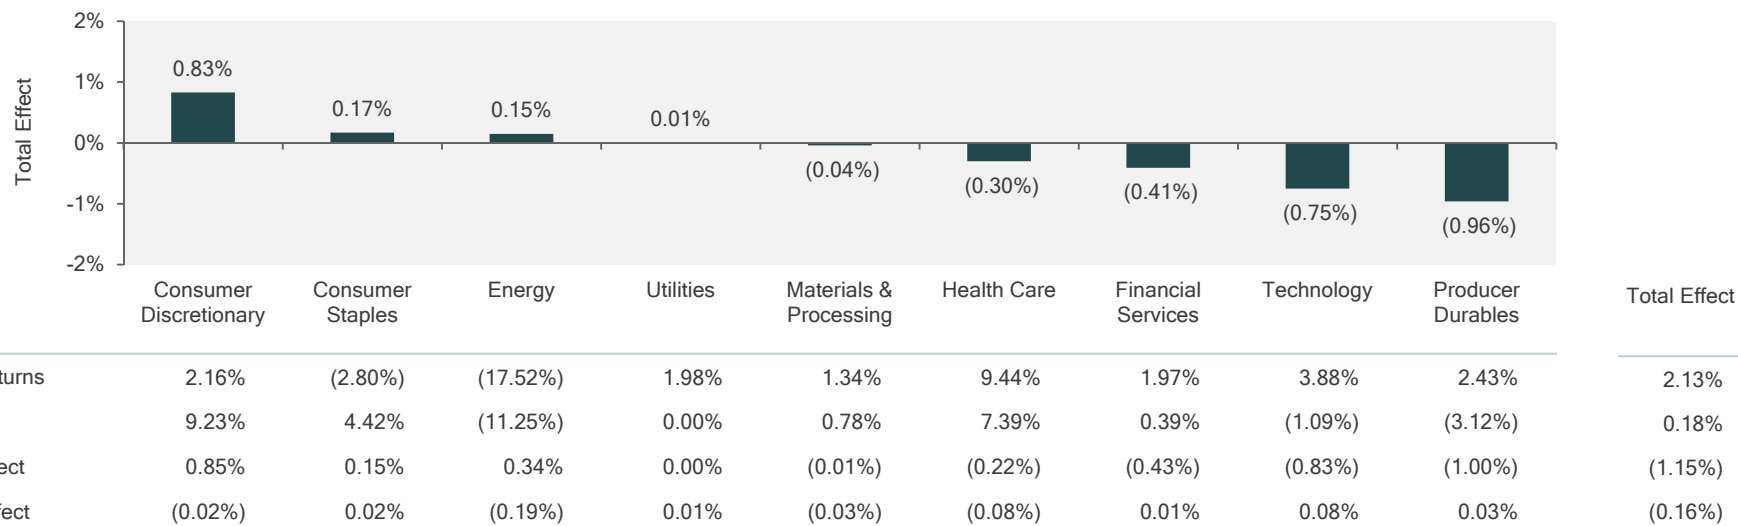 2%
1%
0%
-1%
-2%
Total Effect
0.83%
0.17%
0.15%
0.01%
(0.04%)
(0.30%)
(0.41%)
(0.75%)
(0.96%)
Consumer Discretionary
Consumer Staples
Energy
Utilities
Materials & Processing
Health Care
Financial Services
Technology
Producer Durables
Total Effect
turns 2.16% (2.80%) (17.52%) 1.98% 1.34% 9.44% 1.97% 3.88% 2.43% 2.13%
9.23% 4.42% (11.25%) 0.00% 0.78% 7.39% 0.39% (1.09%) (3.12%) 0.18%
ect 0.85% 0.15% 0.34% 0.00% (0.01%) (0.22%) (0.43%) (0.83%) (1.00%) (1.15%)
fect (0.02%) 0.02% (0.19%) 0.01% (0.03%) (0.08%) 0.01% 0.08% 0.03% (0.16%)